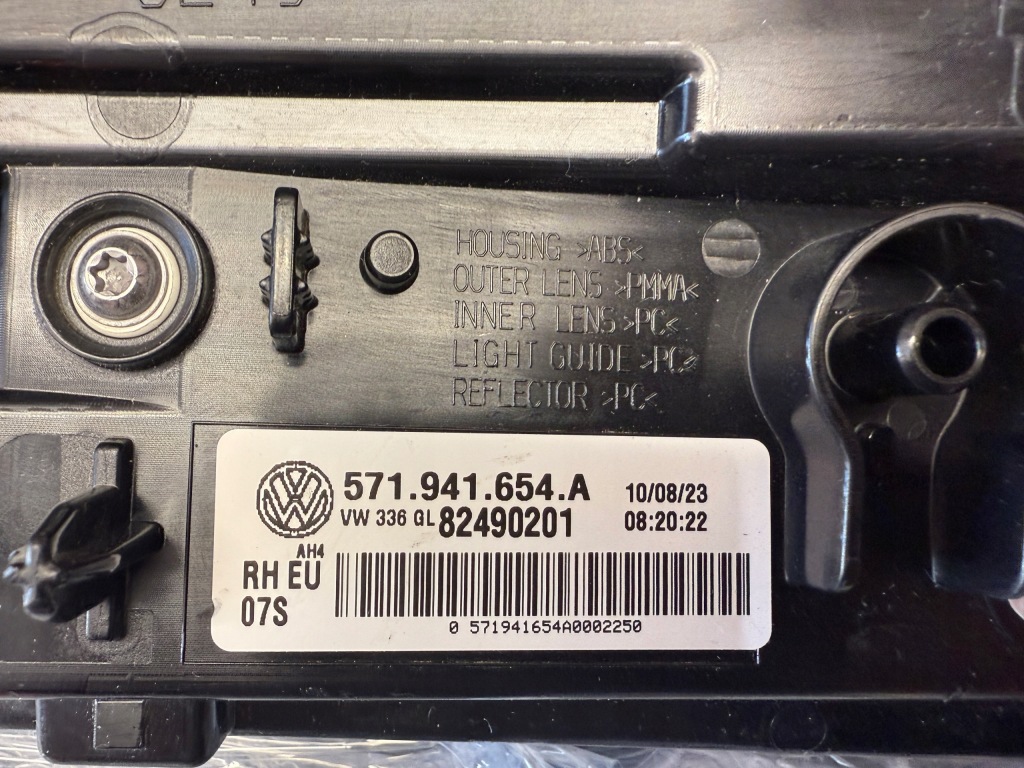 HOUSING >ABS<
OUTER LENS >PMMA<
INNER LENS >PC<
LIGHT GUIDE >PC<
REFLECTOR >PC<
571.941.654.A
10/08/23
VW 336 GL 82490201
08:20:22
AH4
RH EU
07S
0 571941654A0002250